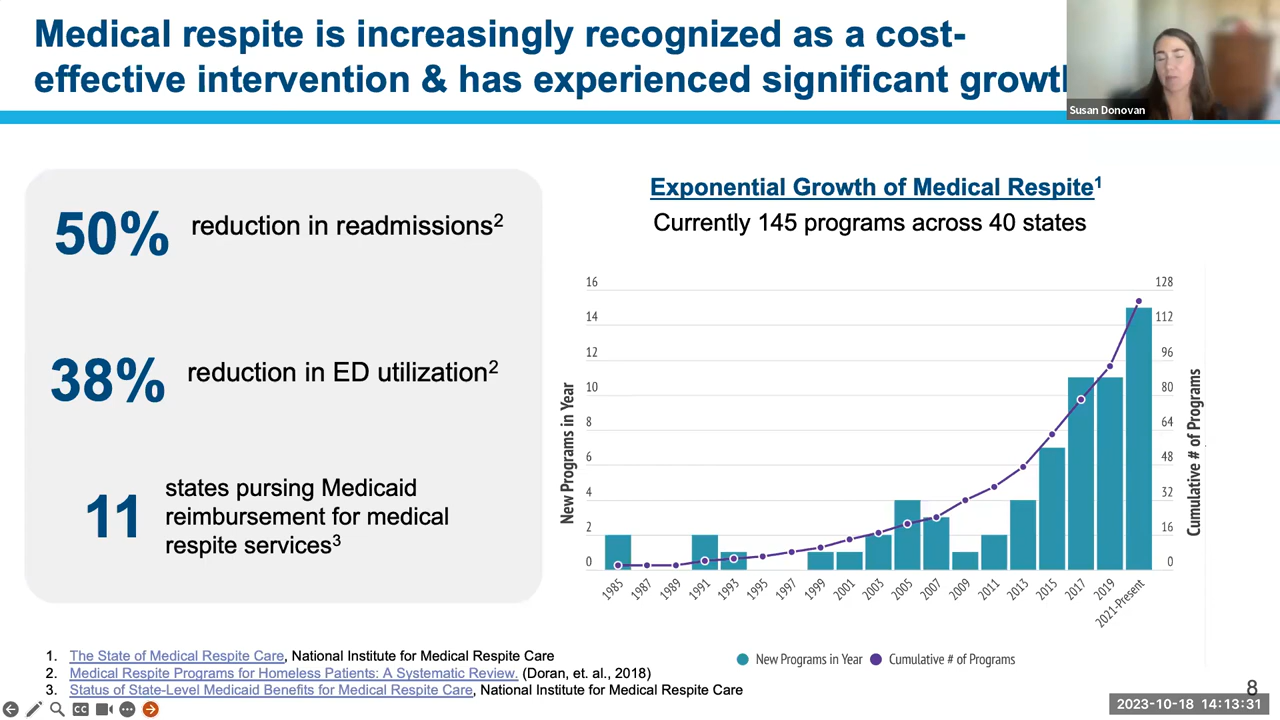 Medical respite is increasingly recognized as a cost-
effective intervention & has experienced significant growth
Susan Donovan
50% reduction in readmissions2
38% reduction in ED utilization2
11
states pursing Medicaid
reimbursement for medical
respite services3
Exponential Growth of Medical Respite1
Currently 145 programs across 40 states
New Programs in Year
16
14
12
10
8
6
4
2
0
128
112
96
80
64
48
32
16
0
Cumulative # of Programs
1985 1987 1989 1991 1993 1995 1997 1999 2001 2003 2005 2007 2009 2011 2013 2015 2017 2019 2021-Present
New Programs in Year Cumulative # of Programs
1. The State of Medical Respite Care, National Institute for Medical Respite Care
2. Medical Respite Programs for Homeless Patients: A Systematic Review. (Doran, et. al., 2018)
3. Status of State-Level Medicaid Benefits for Medical Respite Care, National Institute for Medical Respite Care
8
CC
2023-10-18 14:13:31